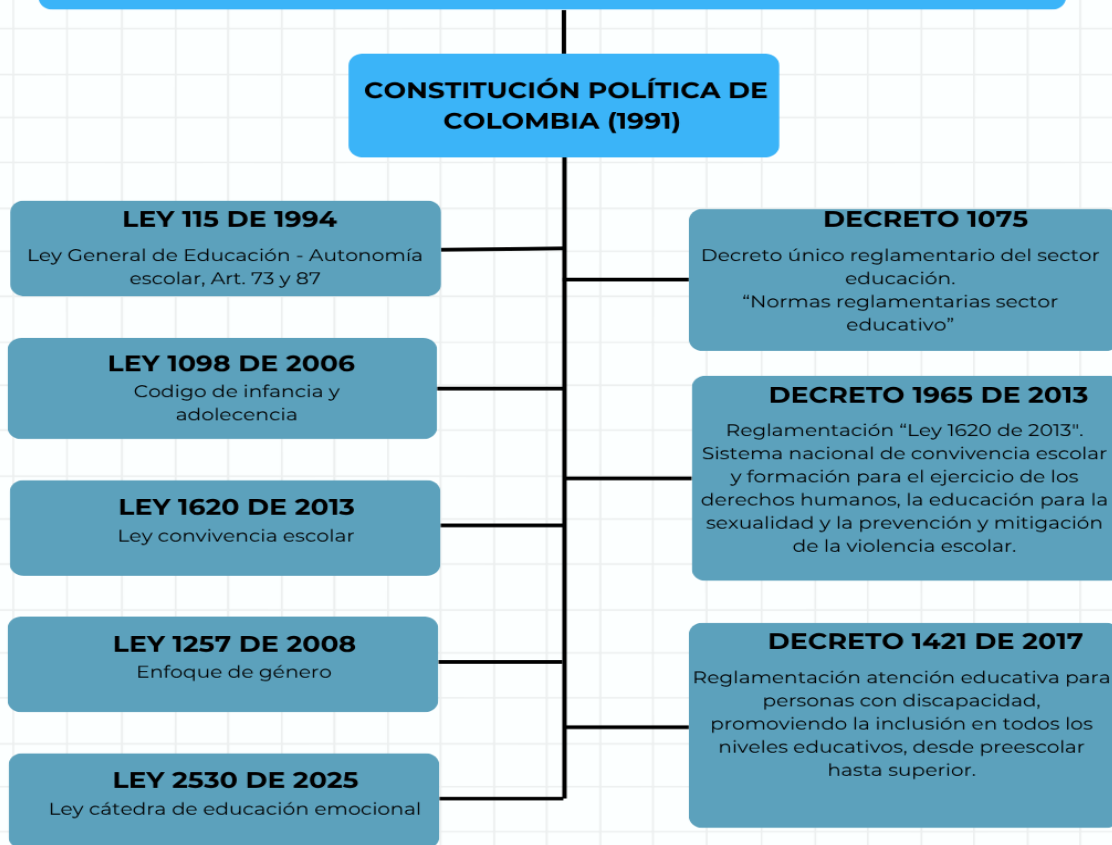 CONSTITUCIÓN POLÍTICA DE
COLOMBIA (1991)
LEY 115 DE 1994
Ley General de Educación - Autonomía
escolar, Art. 73 y 87
LEY 1098 DE 2006
Codigo de infancia y
adolecencia
LEY 1620 DE 2013
Ley convivencia escolar
LEY 1257 DE 2008
Enfoque de género
LEY 2530 DE 2025
Ley cátedra de educación emocional
DECRETO 1075
Decreto único reglamentario del sector
educación.
“Normas reglamentarias sector
educativo”
DECRETO 1965 DE 2013
Reglamentación “Ley 1620 de 2013".
Sistema nacional de convivencia escolar
y formación para el ejercicio de los
derechos humanos, la educación para la
sexualidad y la prevención y mitigación
de la violencia escolar.
DECRETO 1421 DE 2017
Reglamentación atención educativa para
personas con discapacidad,
promoviendo la inclusión en todos los
niveles educativos, desde preescolar
hasta superior.